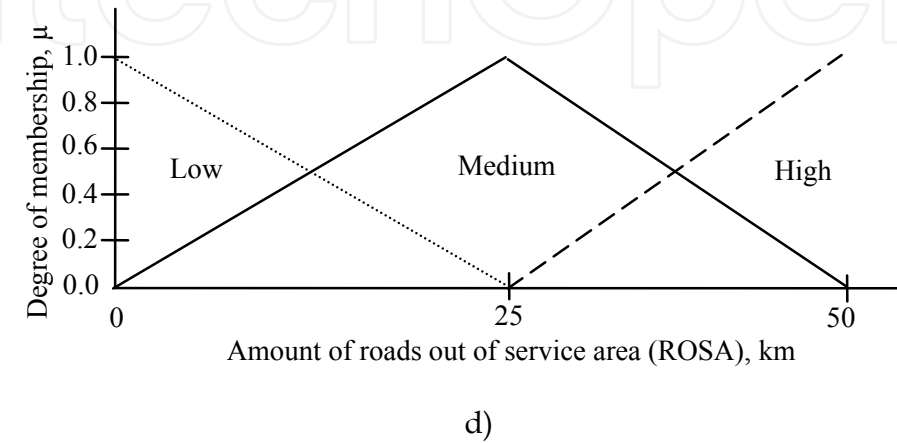 Degree of membership, μ
1.0
0.8
0.6
0.4
0.2
0.0
Low
Medium
High
0
25
50
Amount of roads out of service area (ROSA), km
d)